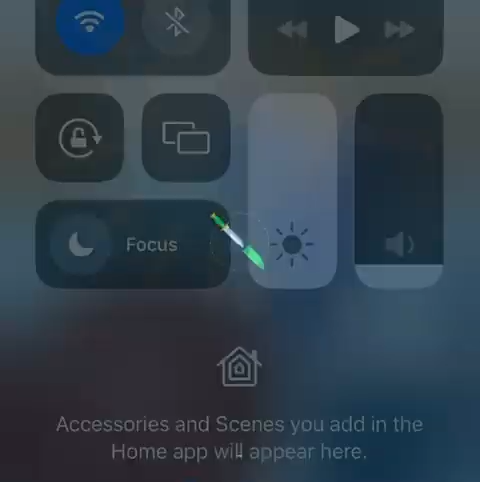 Focus
Accessories and Scenes you add in the
Home app will appear here.